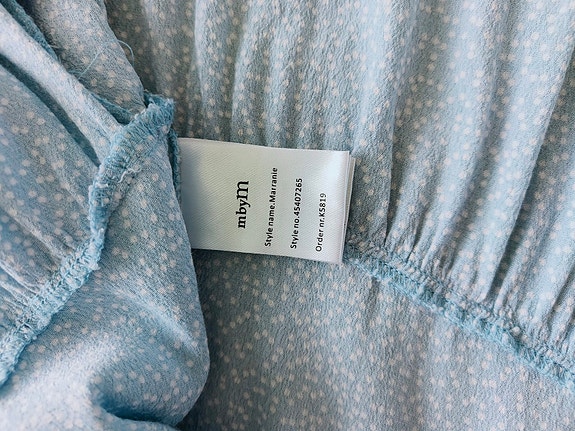 mbyM
Style name.Marranie
Style no.45407265
Order nr.KS819